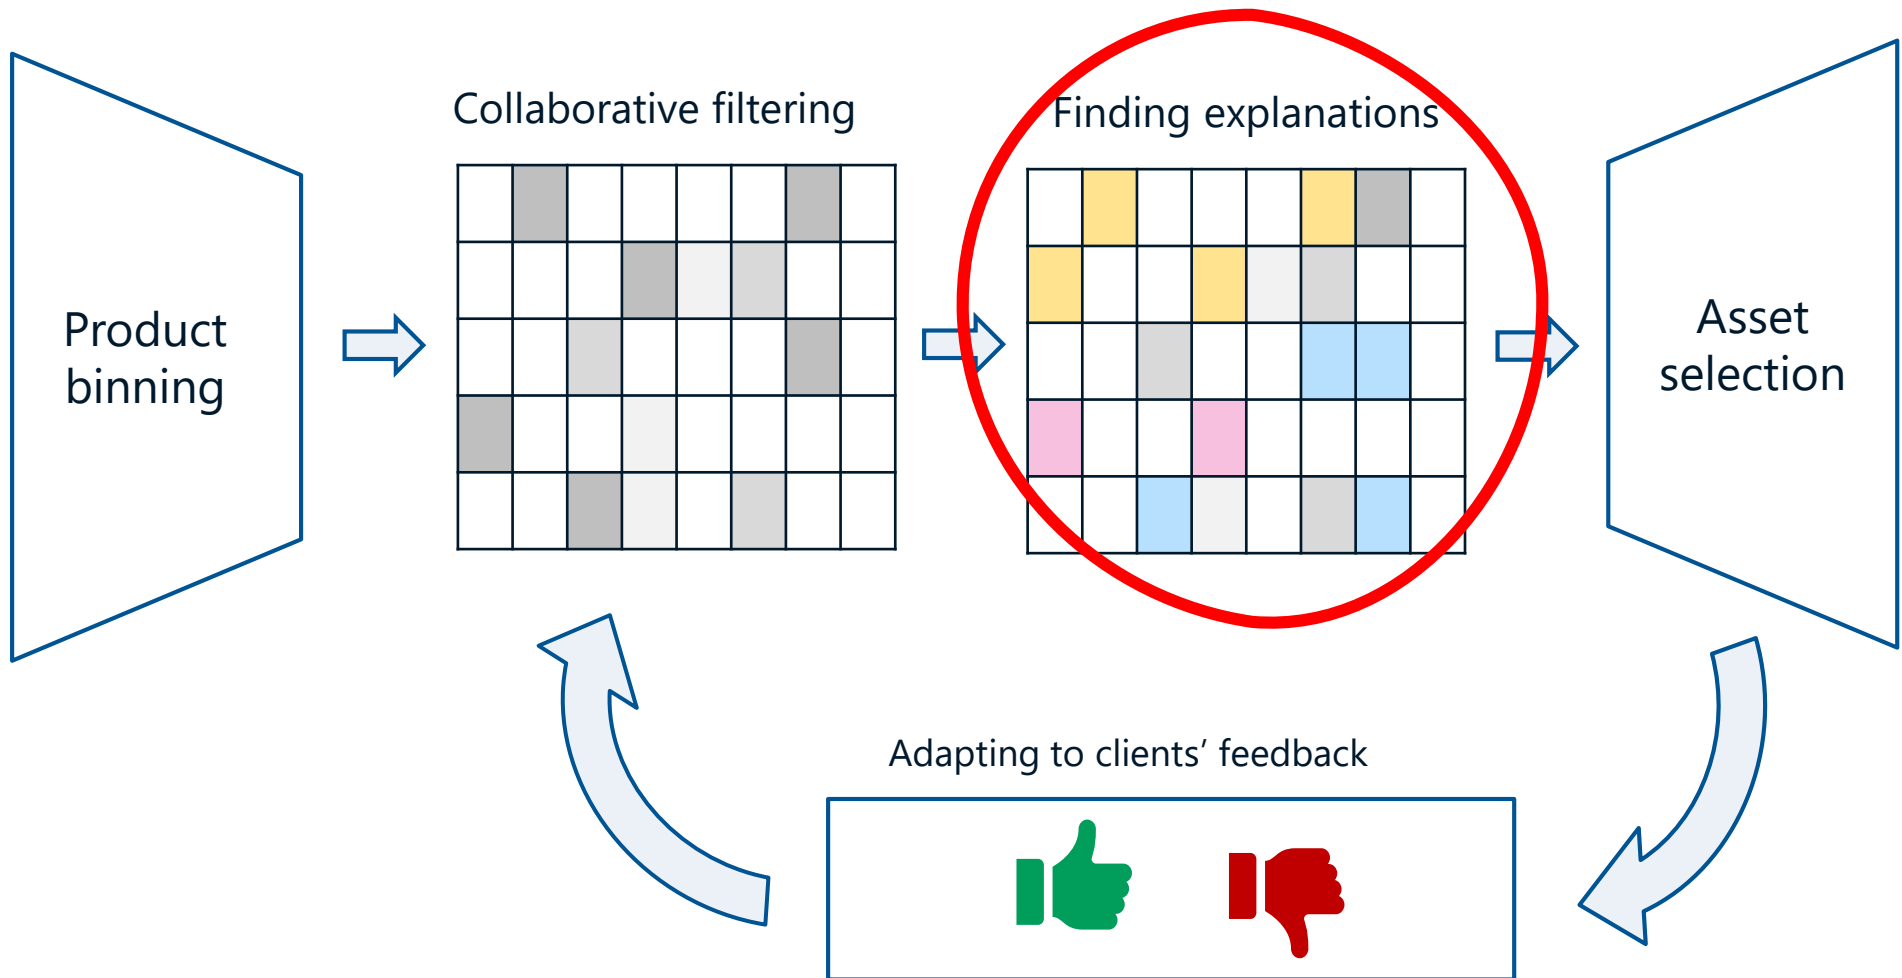 Collaborative filtering
Finding explanations
Product
binning
Asset
selection
Adapting to clients’ feedback